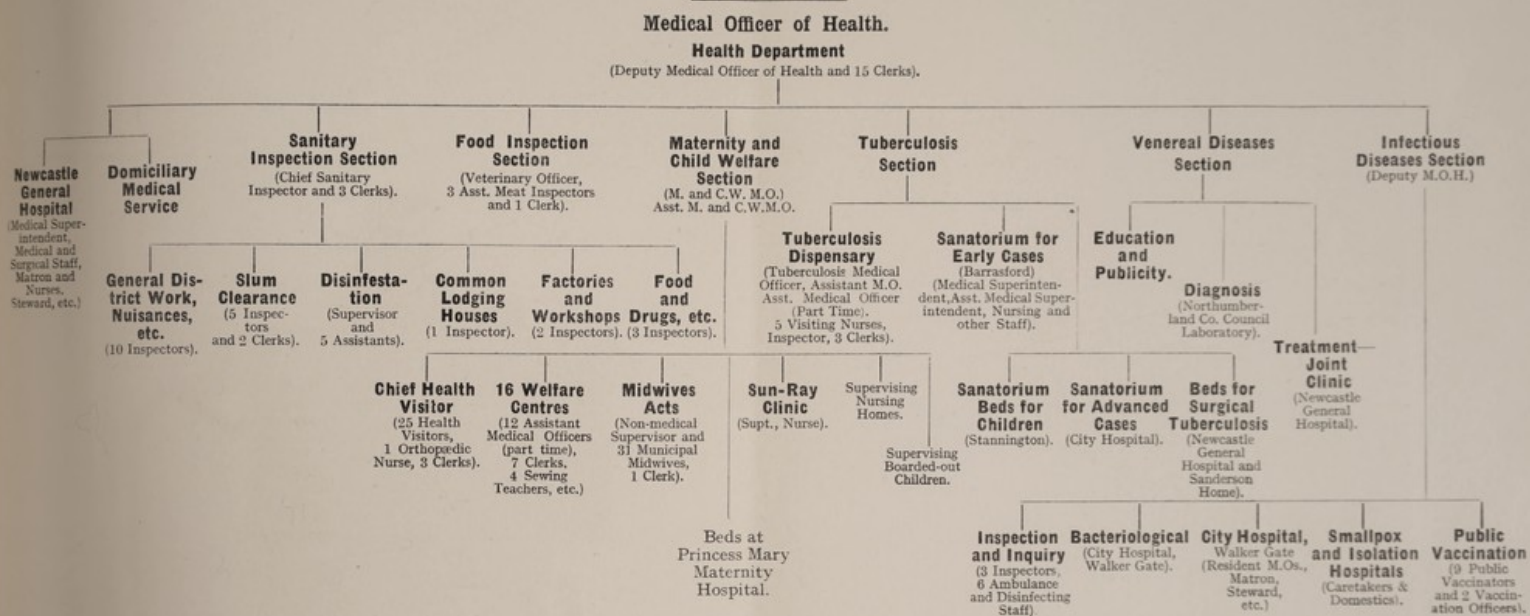 Medical Officer of Health.
Health Department
(Deputy Medical Officer of Health and 15 Clerks).
Newcastle
General
Hospital
(Medical Super-
intendent,
Medical and
Surgical Staff,
Matron and
Nurses,
Steward, etc.)
Domiciliary
Medical
Service
Sanitary
Inspection Section
(Chief Sanitary
Inspector and 3 Clerks).
Food Inspection
Section
(Veterinary Officer,
3 Asst. Meat Inspectors
and 1 Clerk).
Maternity and
Child Welfare
Section
(M. and C.W. M.O.)
Asst. M. and C.W.M.O.
Tuberculosis
Section
Venereal Diseases
Section
Infectious
Diseases Section
(Deputy M.O.H.)
General Dis-
trict Work,
Nuisances,
etc.
(10 Inspectors).
Slum
Clearance
(5 Inspec-
tors
and 2 Clerks).
Disinfesta-
tion
(Supervisor
and
5 Assistants).
Common
Lodging
Houses
(1 Inspector).
Factories
and
Workshops
(2 Inspectors).
Food
and
Drugs, etc.
(3 Inspectors).
Tuberculosis
Dispensary
(Tuberculosis Medical
Officer, Assistant M.O.
Asst. Medical Officer
(Part Time).
5 Visiting Nurses,
Inspector, 3 Clerks).
Sanatorium for
Early Cases
(Barrasford)
(Medical Superinten-
dent, Asst. Medical Super-
intendent, Nursing and
other Staff).
Education
and
Publicity.
Diagnosis
(Northumber-
land Co. Council
Laboratory).
Treatment—
Joint
Clinic
(Newcastle
General
Hospital).
Chief Health
Visitor
(25 Health
Visitors,
1 Orthopædic
Nurse, 3 Clerks).
16 Welfare
Centres
(12 Assistant
Medical Officers
(part time),
7 Clerks,
4 Sewing
Teachers, etc.)
Midwives
Acts
(Non-medical
Supervisor and
31 Municipal
Midwives,
1 Clerk).
Sun-Ray
Clinic
(Supt., Nurse).
Supervising
Nursing
Homes.
Supervising
Boarded-out
Children.
Sanatorium
Beds for
Children
(Stannington).
Sanatorium
for Advanced
Cases
(City Hospital).
Beds for
Surgical
Tuberculosis
(Newcastle
General
Hospital and
Sanderson
Home).
Beds at
Princess Mary
Maternity
Hospital.
Inspection
and Inquiry
(3 Inspectors,
6 Ambulance
and Disinfecting
Staff)
Bacteriological
(City Hospital,
Walker Gate).
City Hospital,
Walker Gate
(Resident M.Os.,
Matron,
Steward,
etc.)
Smallpox
and Isolation
Hospitals
(Caretakers &
Domestics).
Public
Vaccination
(9 Public
Vaccinators
and 2 Vaccin-
ation Officers).